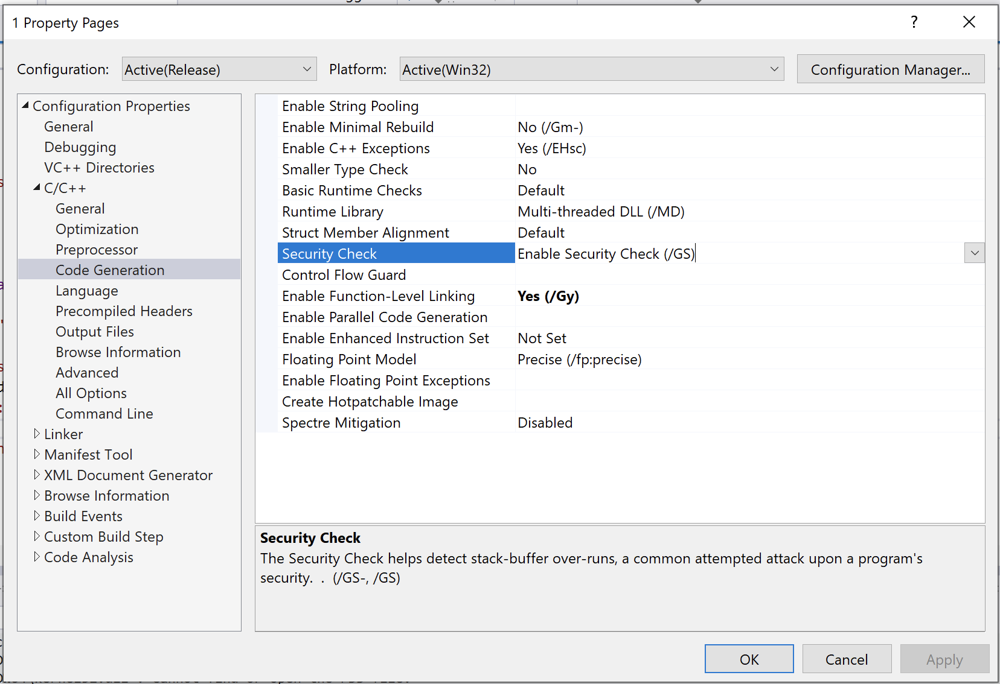 1 Property Pages
?
Configuration: Active(Release) Platform: Active(Win32) Configuration Manager...
Configuration Properties
General
Debugging
VC++ Directories
C/C++
General
Optimization
Preprocessor
Code Generation
Language
Precompiled Headers
Output Files
Browse Information
Advanced
All Options
Command Line
Linker
Manifest Tool
XML Document Generator
Browse Information
Build Events
Custom Build Step
Code Analysis
Enable String Pooling
Enable Minimal Rebuild No (/Gm-)
Enable C++ Exceptions Yes (/EHsc)
Smaller Type Check No
Basic Runtime Checks Default
Runtime Library Multi-threaded DLL (/MD)
Struct Member Alignment Default
Security Check Enable Security Check (/GS)
Control Flow Guard
Enable Function-Level Linking Yes (/Gy)
Enable Parallel Code Generation
Enable Enhanced Instruction Set Not Set
Floating Point Model Precise (/fp:precise)
Enable Floating Point Exceptions
Create Hotpatchable Image
Spectre Mitigation Disabled
Security Check
The Security Check helps detect stack-buffer over-runs, a common attempted attack upon a program's
security. . (/GS-, /GS)
OK Cancel Apply